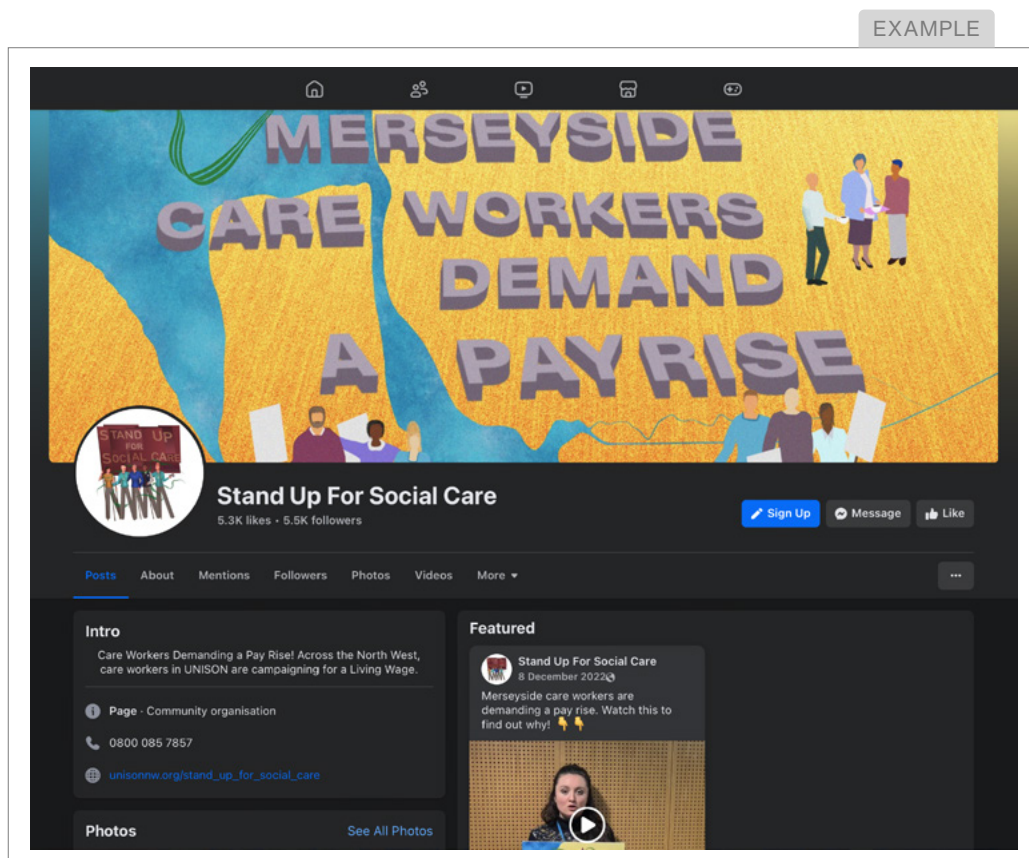 EXAMPLE
MERSEYSIDE
CARE WORKERS
DEMAND
A PAY RISE
STAND UP
FOR
SOCIAL CARE
Stand Up For Social Care
5.3K likes • 5.5K followers
Sign Up
Message
Like
Posts
About
Mentions
Followers
Photos
Videos
More
Intro
Care Workers Demanding a Pay Rise! Across the North West,
care workers in UNISON are campaigning for a Living Wage.
Page · Community organisation
0800 085 7857
unisonnw.org/stand_up_for_social_care
Photos
See All Photos
Featured
Stand Up For Social Care
8 December 2022
Merseyside care workers are
demanding a pay rise. Watch this to
find out why! 👇 👇